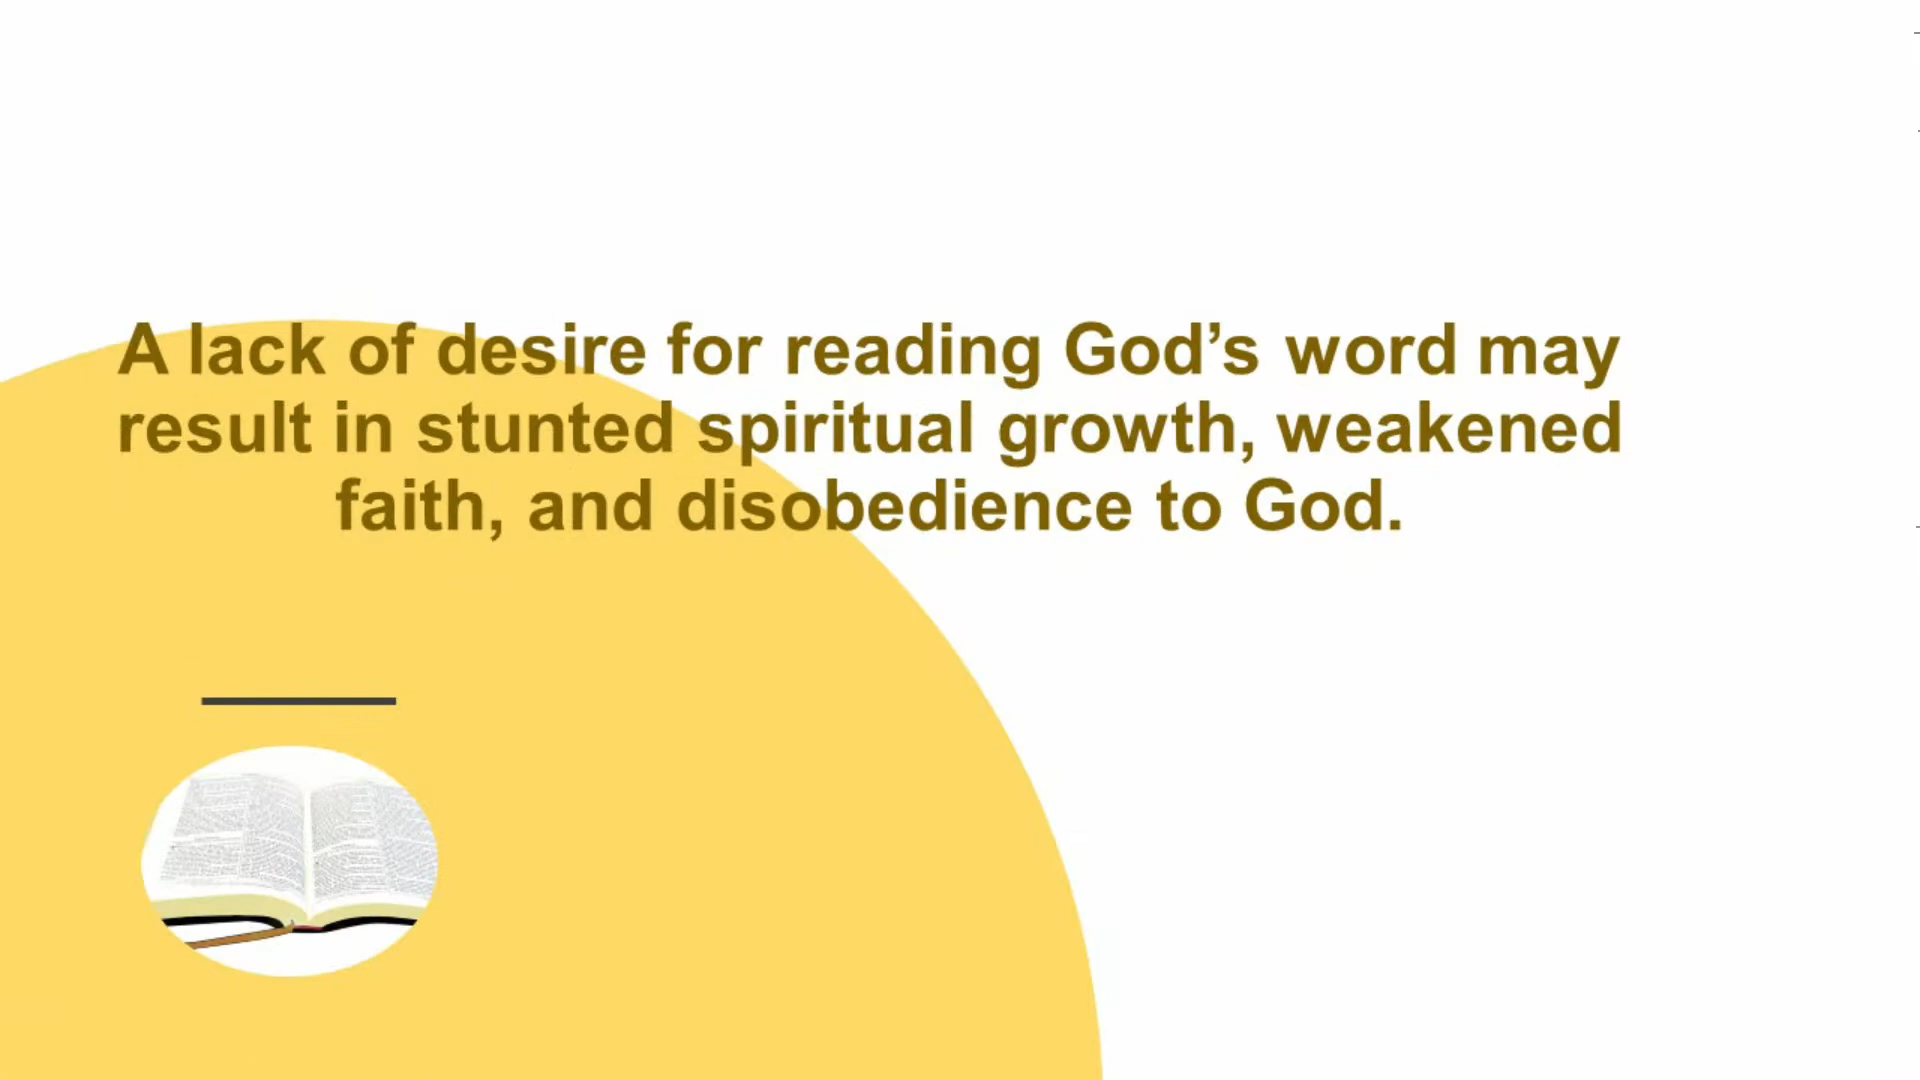 A lack of desire for reading God’s word may
result in stunted spiritual growth, weakened
faith, and disobedience to God.